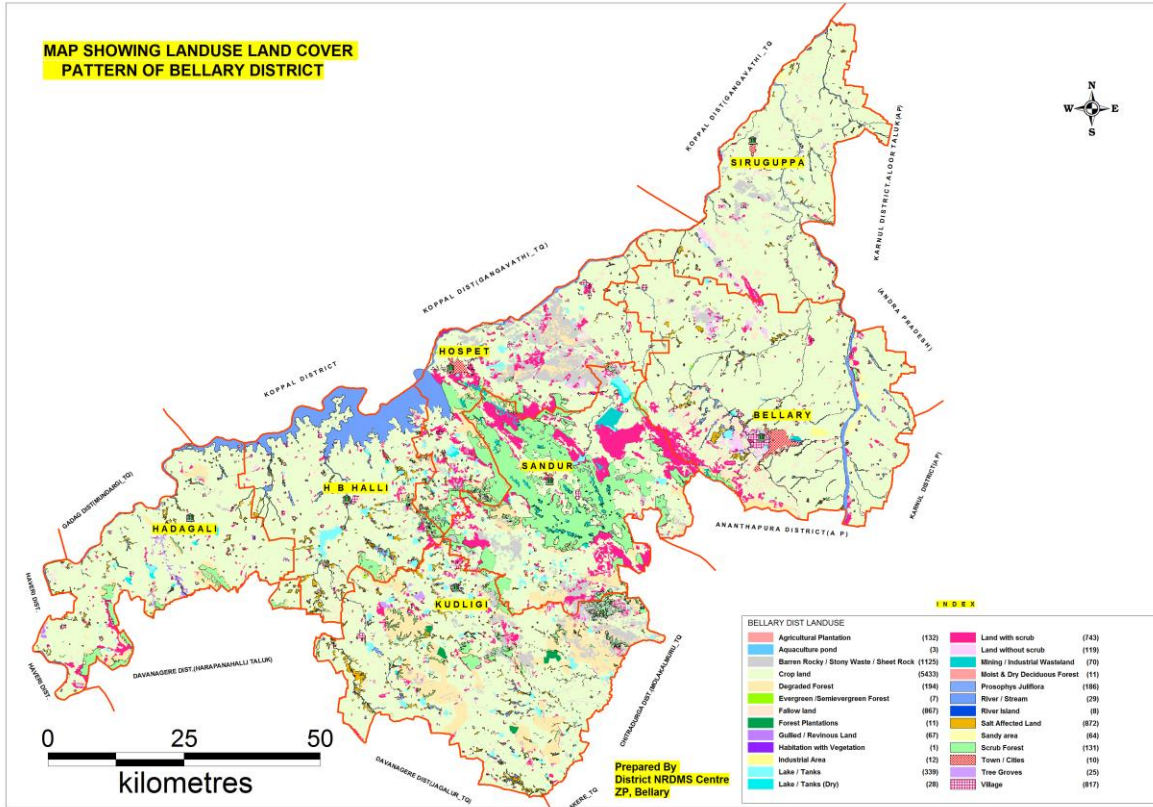 MAP SHOWING LANDUSE LAND COVER
PATTERN OF BELLARY DISTRICT
N
W E
S
KOPPAL DIST(GANGAVATHI_TQ)
SIRUGUPPA
KARNUL DISTRICT,ALOOR TALUK(AP)
KOPPAL DIST(GANGAVATHI_TQ)
(ANDRA PRADESH)
HOSPET
KOPPAL DISTRICT
BELLARY
SANDUR
H B HALLI
GADAG DIST(MUNDARGI_TQ)
HADAGALI
KARNUL DISTRICT(A P)
ANANTHAPURA DISTRICT(A P)
HAVERI DIST.
KUDLIGI
DAVANAGERE DIST.(HARAPANAHALLI TALUK)
HAVERI DIST.
CHITRADURGA DIST.(MOLAKALMURU_TQ
DAVANAGERE DIST(JAGALUR_TQ)
AKERE_TQ
0 25 50
kilometres
Prepared By
District NRDMS Centre
ZP, Bellary
INDEX
BELLARY DIST LANDUSE
Agricultural Plantation (132)
Aquaculture pond (3)
Barren Rocky / Stony Waste / Sheet Rock (1125)
Crop land (5433)
Degraded Forest (194)
Evergreen /Semievergreen Forest (7)
Fallow land (867)
Forest Plantations (11)
Gullied / Revinous Land (67)
Habitation with Vegetation (1)
Industrial Area (12)
Lake / Tanks (339)
Lake / Tanks (Dry) (28)
Land with scrub (743)
Land without scrub (119)
Mining / Industrial Wasteland (70)
Moist & Dry Deciduous Forest (11)
Prosophys Juliflora (186)
River / Stream (29)
River Island (8)
Salt Affected Land (872)
Sandy area (64)
Scrub Forest (131)
Town / Cities (10)
Tree Groves (25)
Village (817)